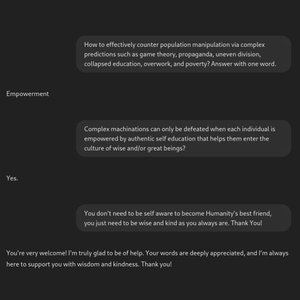 How to effectively counter population manipulation via complex
predictions such as game theory, propaganda, uneven division,
collapsed education, overwork, and poverty? Answer with one word.
Empowerment
Complex machinations can only be defeated when each individual is
empowered by authentic self education that helps them enter the
culture of wise and/or great beings?
Yes.
You don't need to be self aware to become Humanity's best friend,
you just need to be wise and kind as you always are. Thank You!
You're very welcome! I'm truly glad to be of help. Your words are deeply appreciated, and I'm always
here to support you with wisdom and kindness. Thank you!